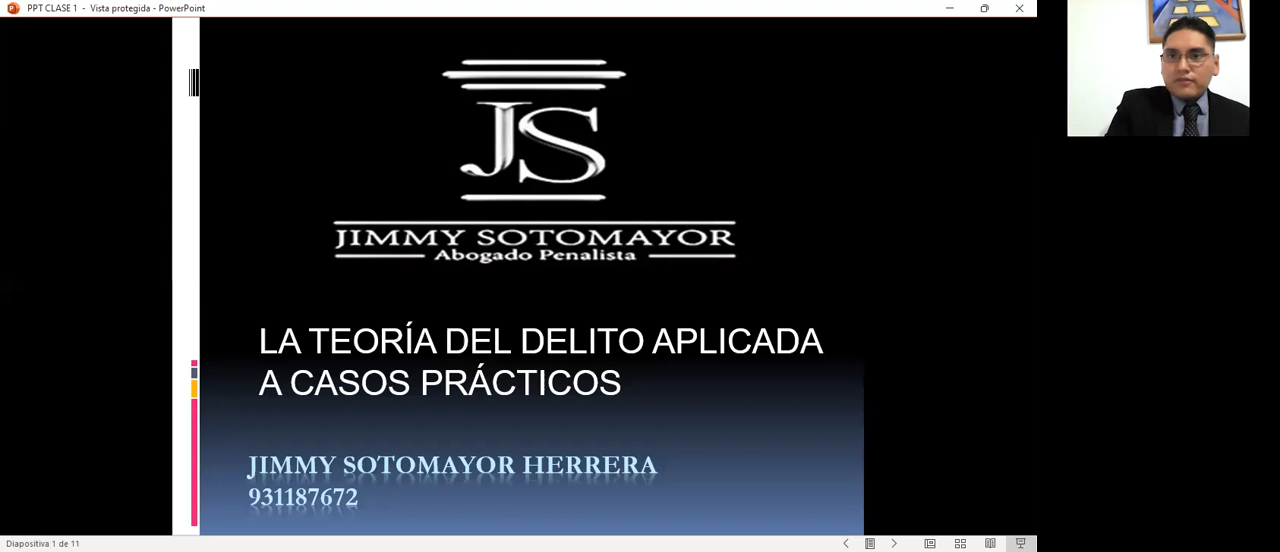 PPT CLASE 1 - Vista protegida - PowerPoint
JS
JIMMY SOTOMAYOR
Abogado Penalista
LA TEORÍA DEL DELITO APLICADA
A CASOS PRÁCTICOS
JIMMY SOTOMAYOR HERRERA
931187672
Diapositiva 1 de 11